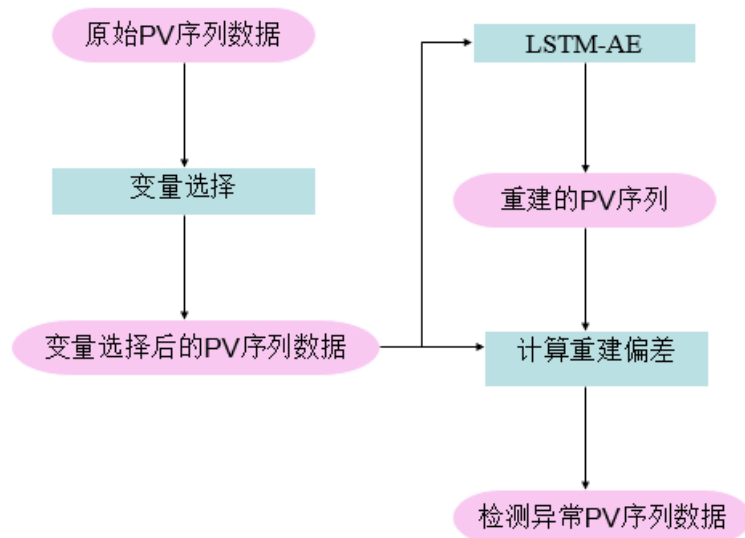 原始PV序列数据
变量选择
变量选择后的PV序列数据
LSTM-AE
重建的PV序列
计算重建偏差
检测异常PV序列数据